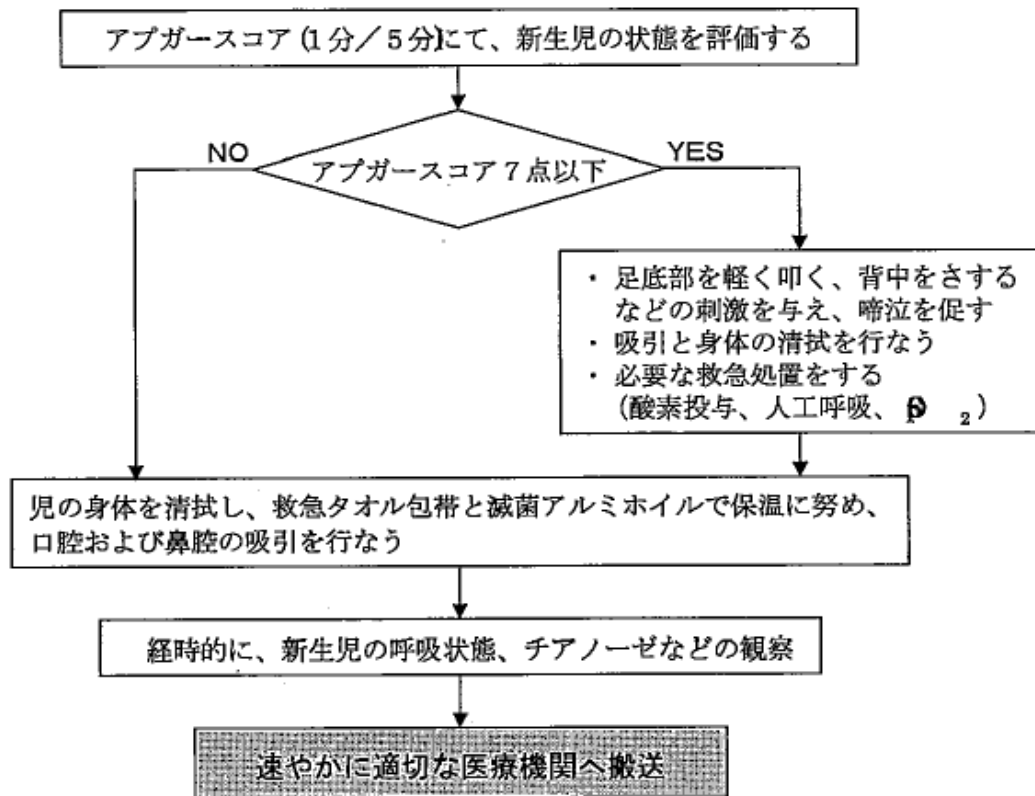 アプガースコア(1分／5分)にて、新生児の状態を評価する
NO
YES
アプガースコア7点以下
・ 足底部を軽く叩く、背中をさする
などの刺激を与え、啼泣を促す
・ 吸引と身体の清拭を行なう
・ 必要な救急処置をする
（酸素投与、人工呼吸、 ₂）
児の身体を清拭し、救急タオル包帯と滅菌アルミホイルで保温に努め、
口腔および鼻腔の吸引を行なう
経時的に、新生児の呼吸状態、チアノーゼなどの観察
速やかに適切な医療機関へ搬送